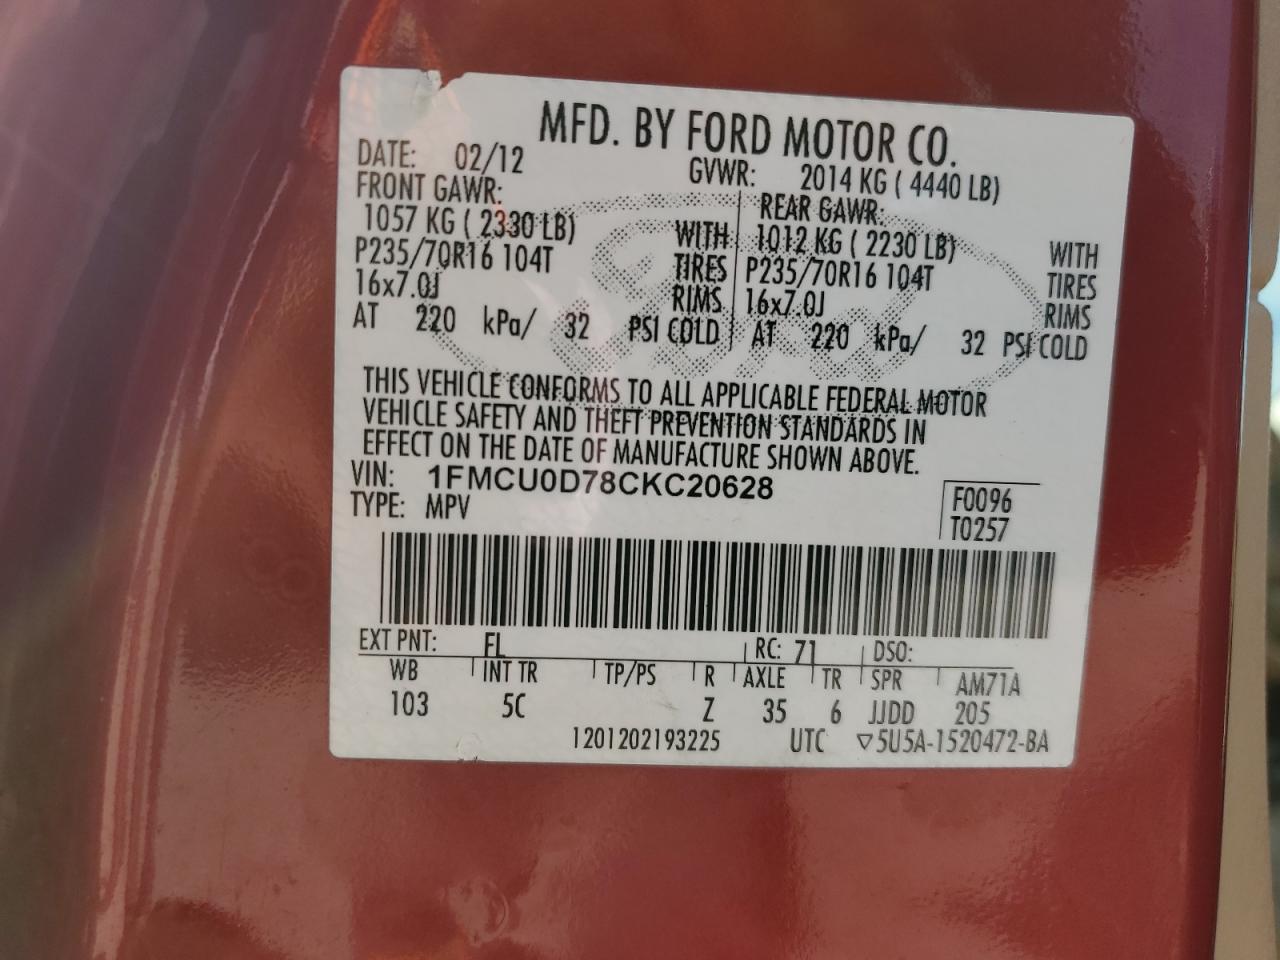 MFD. BY FORD MOTOR CO.
DATE: 02/12 GVWR: 2014 KG ( 4440 LB)
FRONT GAWR: REAR GAWR:
1057 KG ( 2330 LB) WITH 1012 KG ( 2230 LB) WITH
P235/70R16 104T TIRES P235/70R16 104T TIRES
16x7.0J RIMS 16x7.0J RIMS
AT 220 kPa/ 32 PSI COLD AT 220 kPa/ 32 PSI COLD
THIS VEHICLE CONFORMS TO ALL APPLICABLE FEDERAL MOTOR
VEHICLE SAFETY AND THEFT PREVENTION STANDARDS IN
EFFECT ON THE DATE OF MANUFACTURE SHOWN ABOVE.
VIN: 1FMCU0D78CKC20628 F0096
TYPE: MPV T0257
EXT PNT: FL RC: 71 DSO:
WB INT TR TP/PS R AXLE TR SPR AM71A
103 5C Z 35 6 JJDD 205
1201202193225 UTC ▽5U5A-1520472-BA